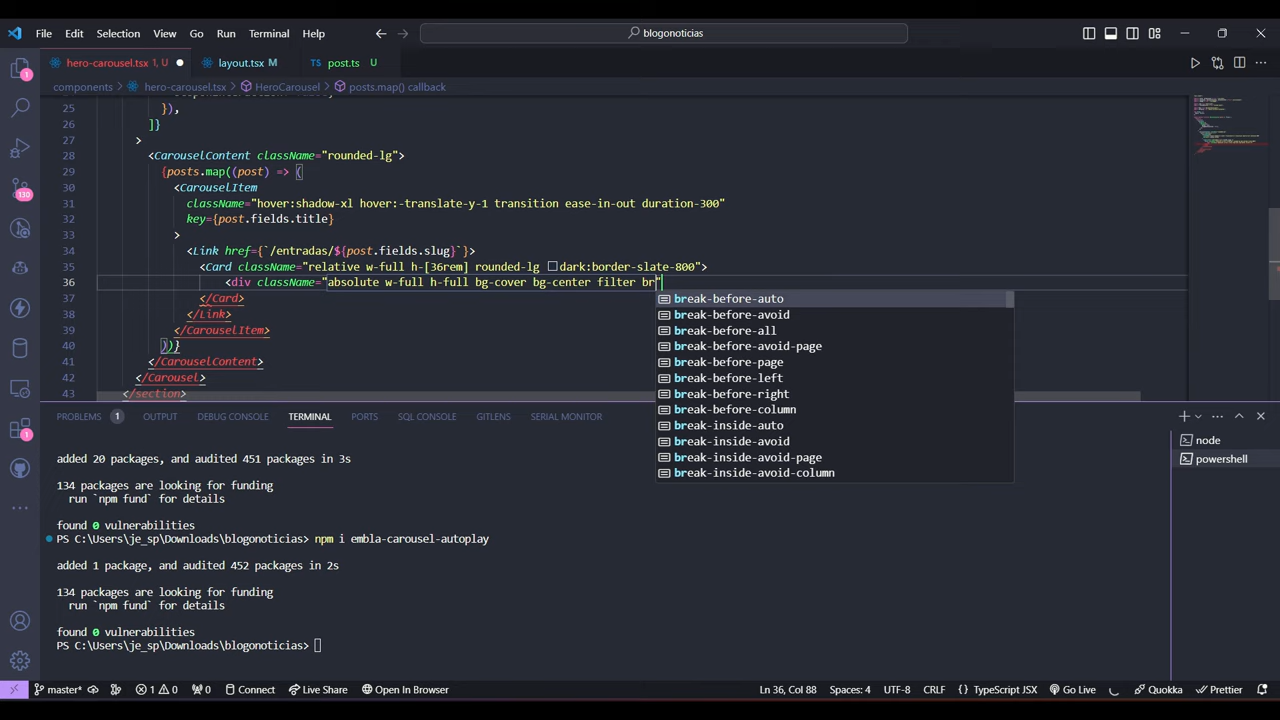 File Edit Selection View Go Run Terminal Help
blogonoticias
hero-carousel.tsx 1, U
layout.tsx M
post.ts U
components > hero-carousel.tsx > HeroCarousel > posts.map() callback
25 }),
26 ]}
27 >
28 <CarouselContent className="rounded-lg">
29 {posts.map((post) => (
30 <CarouselItem
31 className="hover:shadow-xl hover:-translate-y-1 transition ease-in-out duration-300"
32 key={post.fields.title}
33 >
34 <Link href={`/entradas/${post.fields.slug}`}>
35 <Card className="relative w-full h-[36rem] rounded-lg dark:border-slate-800">
36 <div className="absolute w-full h-full bg-cover bg-center filter br"
37 </Card>
38 </Link>
39 </CarouselItem>
40 ))}
41 </CarouselContent>
42 </Carousel>
43 </section>
break-before-auto
break-before-avoid
break-before-all
break-before-avoid-page
break-before-page
break-before-left
break-before-right
break-before-column
break-inside-auto
break-inside-avoid
break-inside-avoid-page
break-inside-avoid-column
1
130
1
PROBLEMS 1 OUTPUT DEBUG CONSOLE TERMINAL PORTS SQL CONSOLE GITLENS SERIAL MONITOR
node
powershell
added 20 packages, and audited 451 packages in 3s
134 packages are looking for funding
run `npm fund` for details
found 0 vulnerabilities
PS C:\Users\je_sp\Downloads\blogonoticias> npm i embla-carousel-autoplay
added 1 package, and audited 452 packages in 2s
134 packages are looking for funding
run `npm fund` for details
found 0 vulnerabilities
PS C:\Users\je_sp\Downloads\blogonoticias>
master* 1 0 0 Connect Live Share Open In Browser Ln 36, Col 88 Spaces: 4 UTF-8 CRLF {} TypeScript JSX Go Live Quokka Prettier